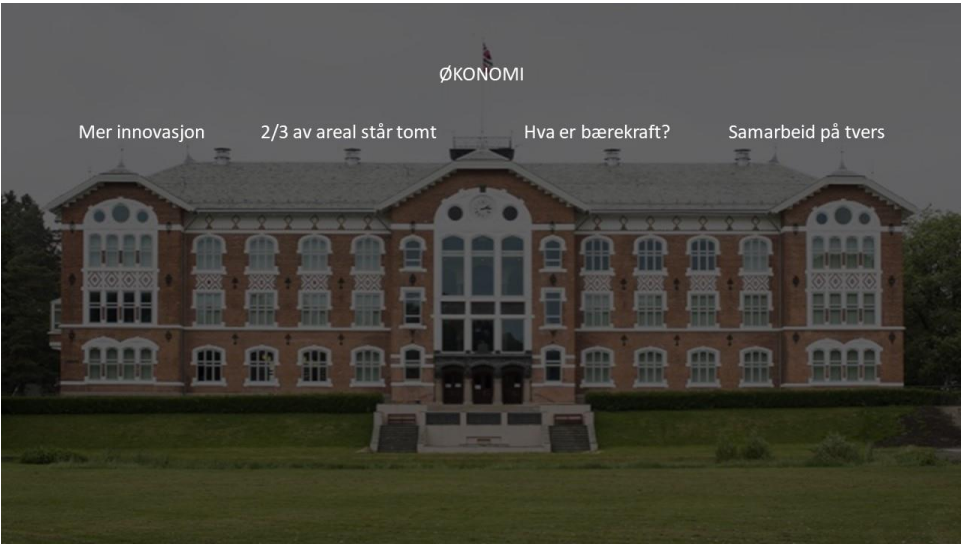 ØKONOMI
Mer innovasjon 2/3 av areal står tomt Hva er bærekraft? Samarbeid på tvers